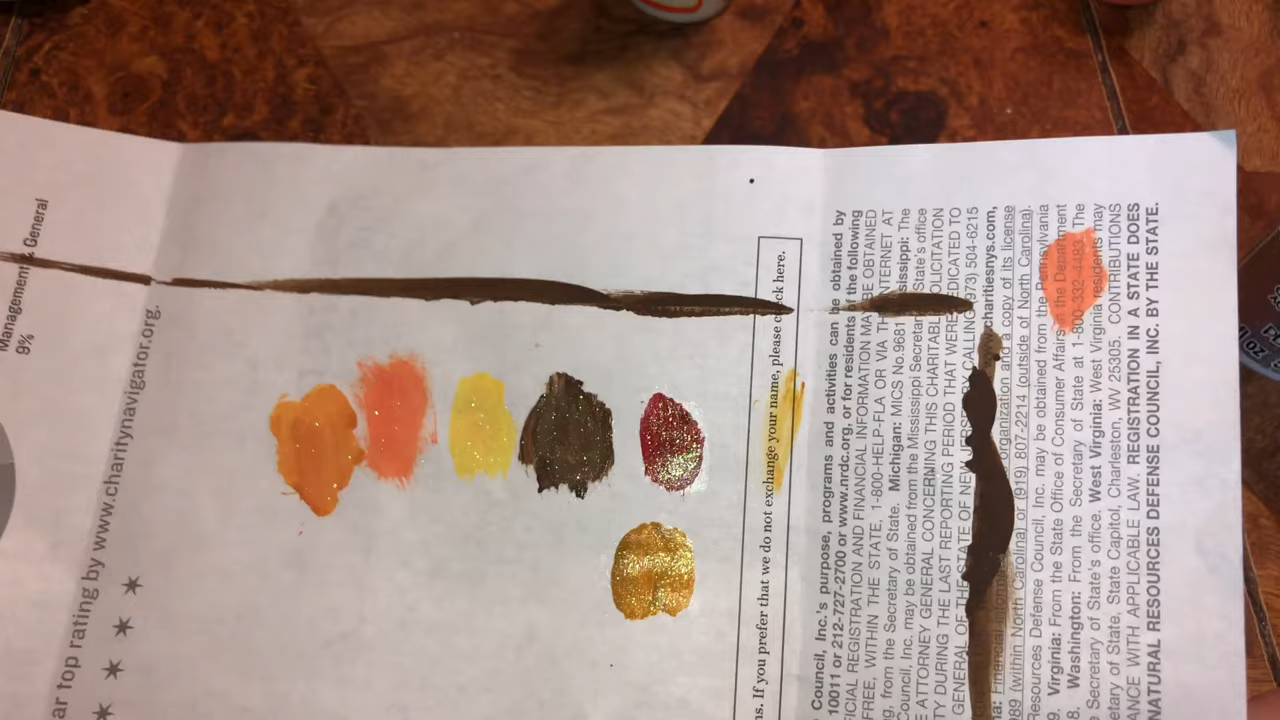 Management & General
9%
ar top rating by www.charitynavigator.org.
ns. If you prefer that we do not exchange your name, please check here.
Council, Inc.'s purpose, programs and activities can be obtained by
10011 or 212-727-2700 or www.nrdc.org, or for residents of the following
FICIAL REGISTRATION AND FINANCIAL INFORMATION MAY BE OBTAINED
FREE, WITHIN THE STATE, 1-800-HELP-FLA OR VIA THE INTERNET AT
g, from the Secretary of State. Michigan: MICS No.9681 sissippi: The
Council, Inc. may be obtained from the Mississippi Secretary State's office
E ATTORNEY GENERAL CONCERNING THIS CHARITABLE SOLICITATION
TY DURING THE LAST REPORTING PERIOD THAT WERE DEDICATED TO
GENERAL OF THE STATE OF NEW JERSEY BY CALLING (973) 504-6215
charitiesnys.com,
na: Financial information organization and a copy of its license
89 (within North Carolina) or (919) 807-2214 (outside of North Carolina).
Resources Defense Council, Inc. may be obtained from the Pennsylvania
9. Virginia: From the State Office of Consumer Affairs in the Department
8. Washington: From the Secretary of State at 1-800-332-4483. The
Secretary of State's office. West Virginia: West Virginia residents may
etary of State, State Capitol, Charleston, WV 25305. CONTRIBUTIONS
ANCE WITH APPLICABLE LAW. REGISTRATION IN A STATE DOES
NATURAL RESOURCES DEFENSE COUNCIL, INC. BY THE STATE.